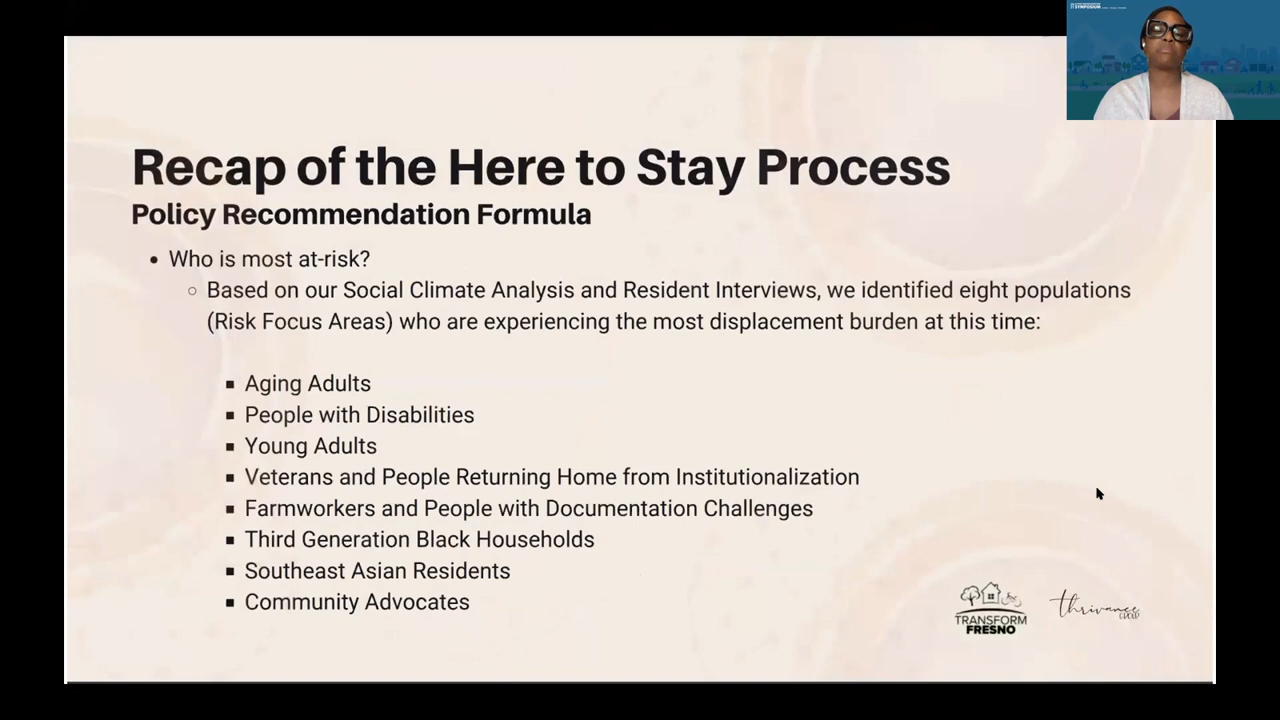 SYMPOSIUM
Recap of the Here to Stay Process
Policy Recommendation Formula
• Who is most at-risk?
○ Based on our Social Climate Analysis and Resident Interviews, we identified eight populations
(Risk Focus Areas) who are experiencing the most displacement burden at this time:
▪ Aging Adults
▪ People with Disabilities
▪ Young Adults
▪ Veterans and People Returning Home from Institutionalization
▪ Farmworkers and People with Documentation Challenges
▪ Third Generation Black Households
▪ Southeast Asian Residents
▪ Community Advocates
TRANSFORM
FRESNO
thrivance